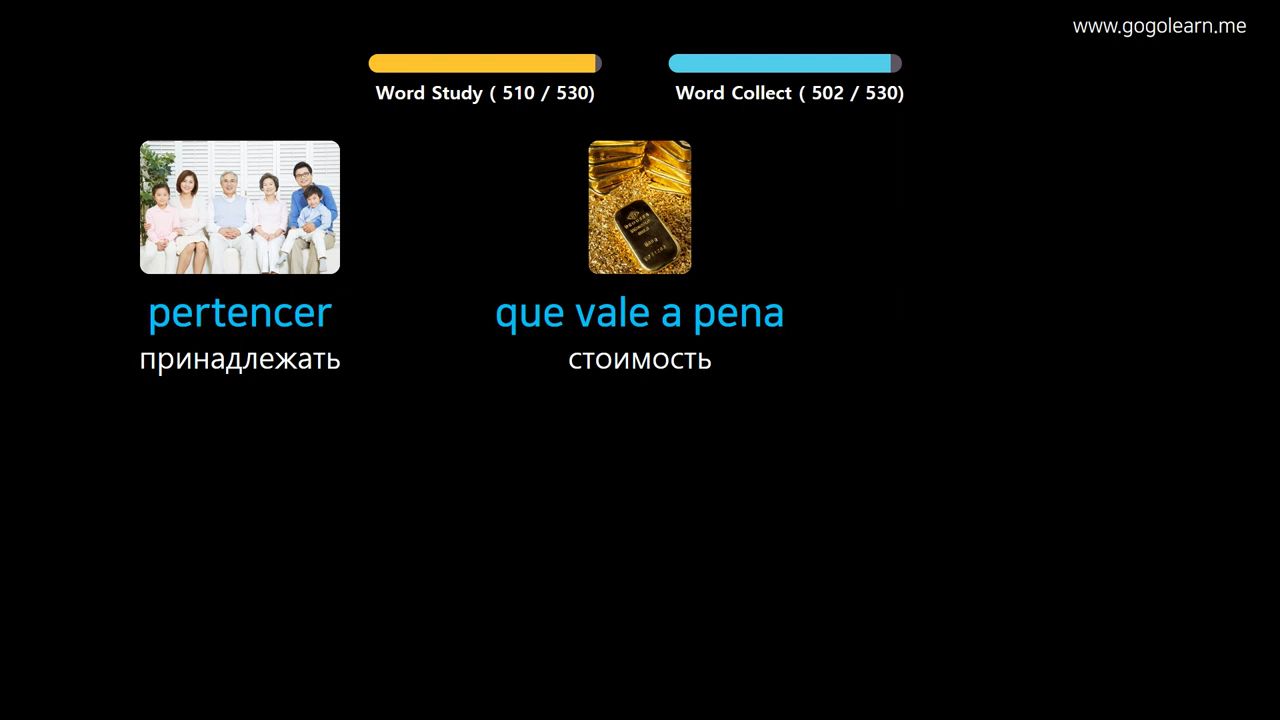 www.gogolearn.me
Word Study ( 510 / 530)
Word Collect ( 502 / 530)
pertencer
que vale a pena
принадлежать
стоимость